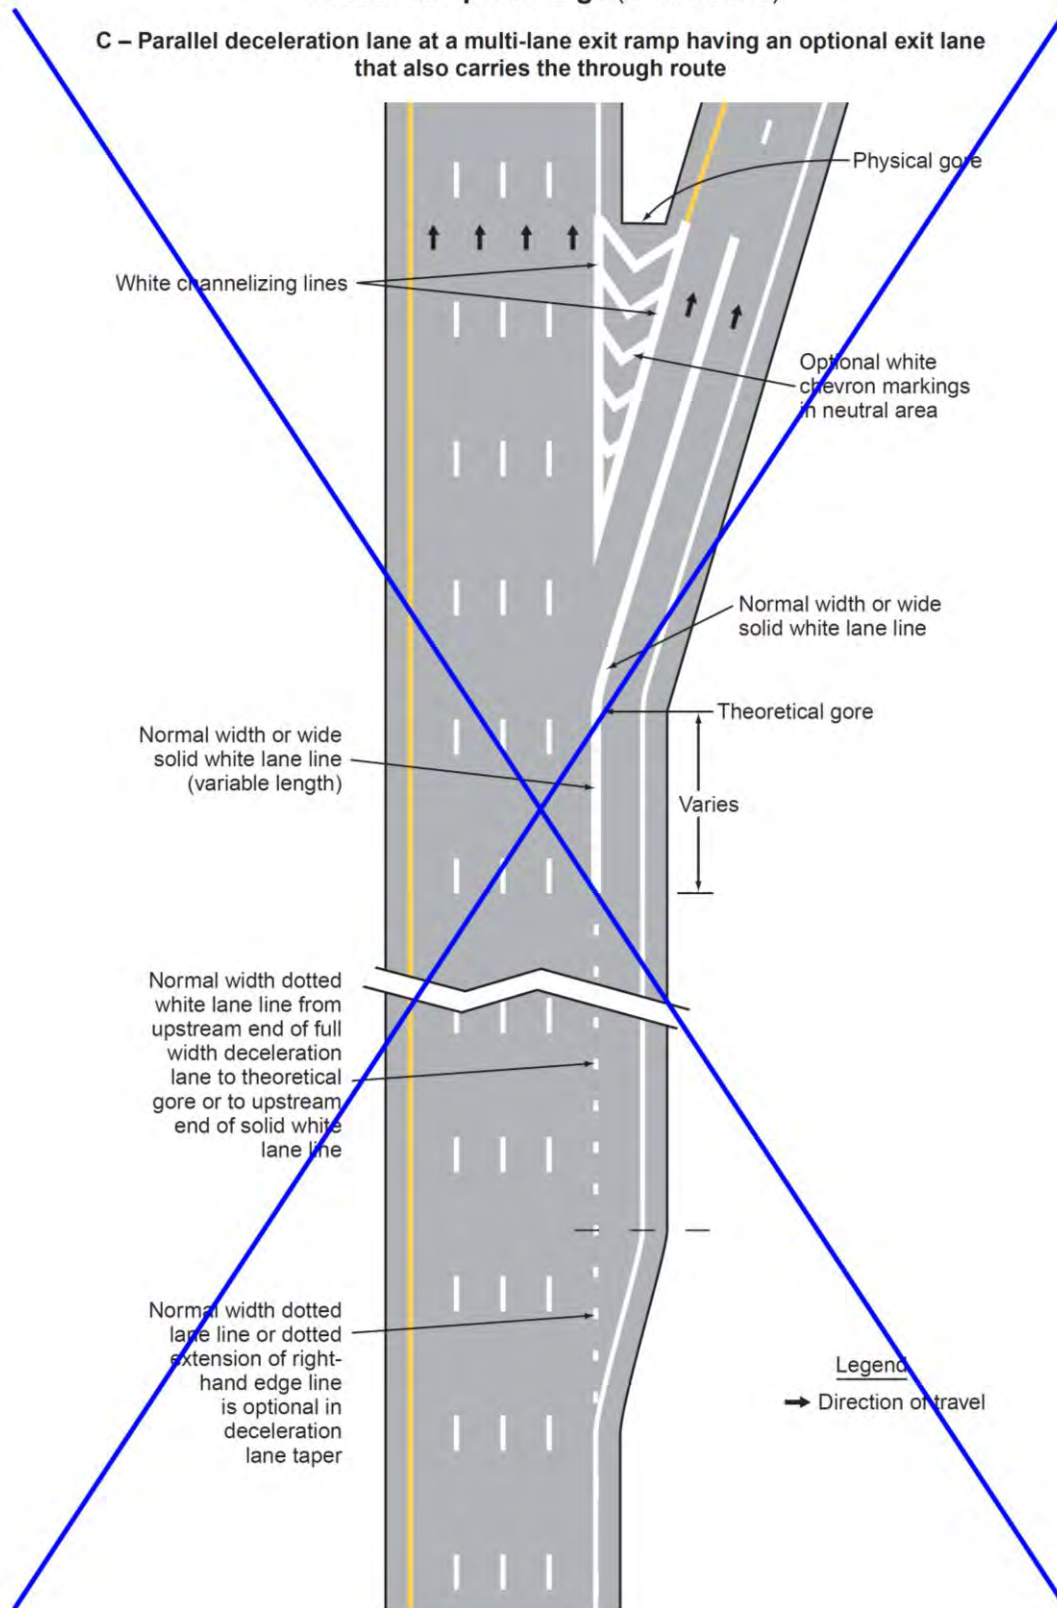 C – Parallel deceleration lane at a multi-lane exit ramp having an optional exit lane
that also carries the through route
Physical gore
White channelizing lines
Optional white
chevron markings
in neutral area
Normal width or wide
solid white lane line
Theoretical gore
Normal width or wide
solid white lane line
(variable length)
Varies
Normal width dotted
white lane line from
upstream end of full
width deceleration
lane to theoretical
gore or to upstream
end of solid white
lane line
Normal width dotted
lane line or dotted
extension of right-
hand edge line
is optional in
deceleration
lane taper
Legend
Direction of travel